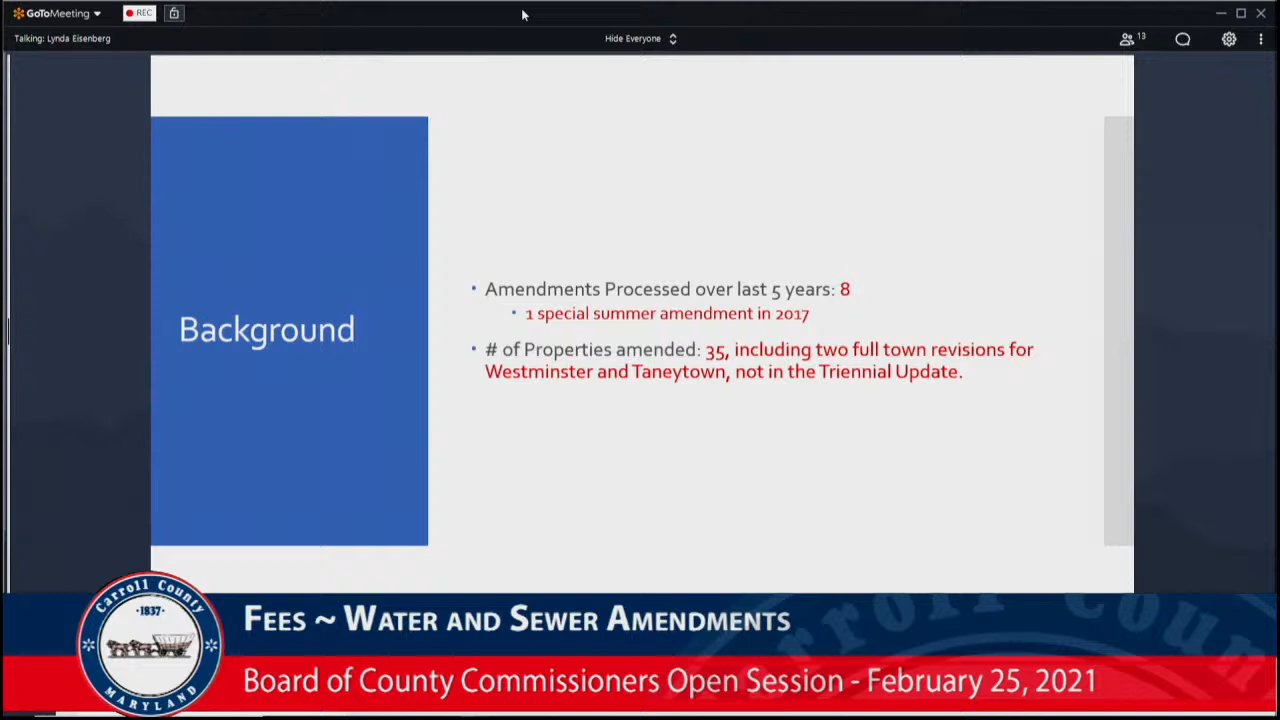 GoToMeeting
REC
Talking: Lynda Eisenberg
Hide Everyone
13
Background
• Amendments Processed over last 5 years: 8
• 1 special summer amendment in 2017
• # of Properties amended: 35, including two full town revisions for
Westminster and Taneytown, not in the Triennial Update.
Carroll County
·1837·
MARYLAND
Fees ~ Water and Sewer Amendments
Board of County Commissioners Open Session - February 25, 2021
Carroll Coun